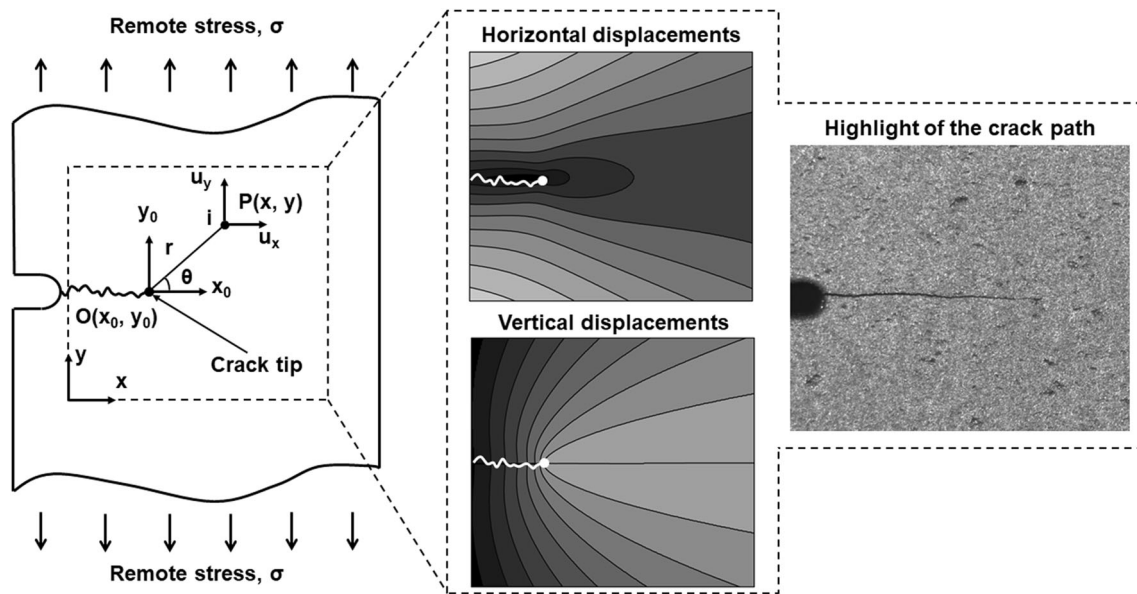 Remote stress, σ
u_y
P(x, y)
y_0
i
u_x
r
θ
x_0
O(x_0, y_0)
y
Crack tip
x
Remote stress, σ
Horizontal displacements
Vertical displacements
Highlight of the crack path